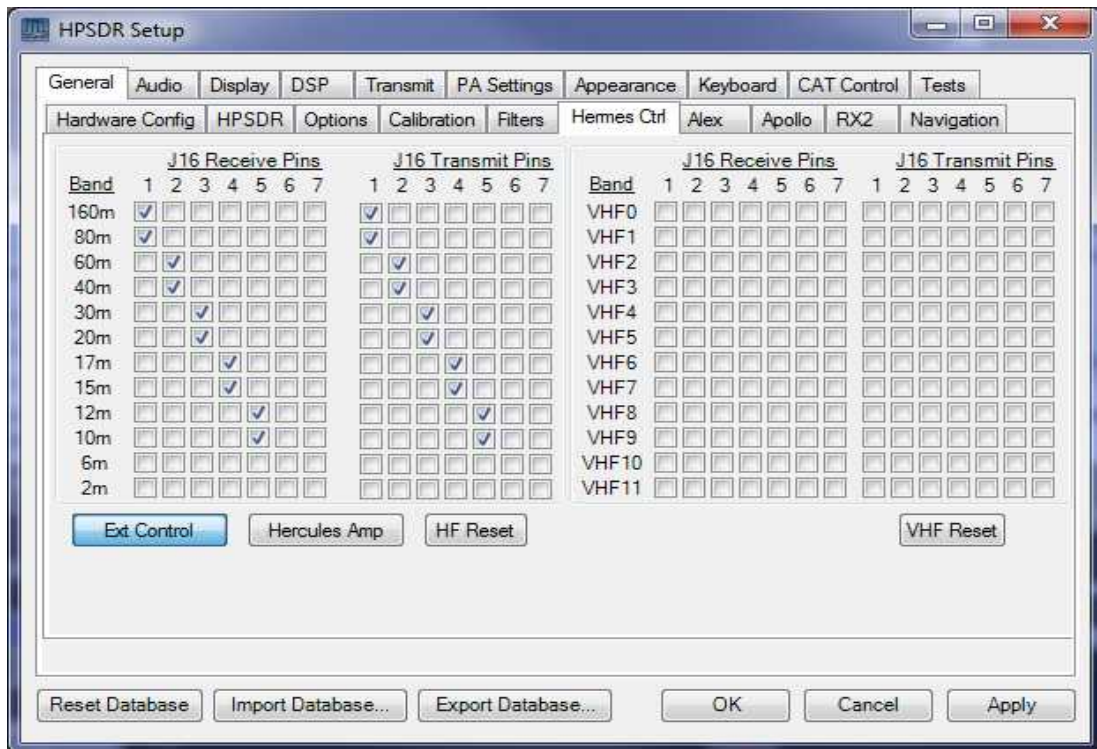 HPSDR Setup
General Audio Display DSP Transmit PA Settings Appearance Keyboard CAT Control Tests
Hardware Config HPSDR Options Calibration Filters Hermes Ctrl Alex Apollo RX2 Navigation
J16 Receive Pins J16 Transmit Pins J16 Receive Pins J16 Transmit Pins
Band 1 2 3 4 5 6 7 1 2 3 4 5 6 7 Band 1 2 3 4 5 6 7 1 2 3 4 5 6 7
160m VHF0
80m VHF1
60m VHF2
40m VHF3
30m VHF4
20m VHF5
17m VHF6
15m VHF7
12m VHF8
10m VHF9
6m VHF10
2m VHF11
Ext Control Hercules Amp HF Reset VHF Reset
Reset Database Import Database... Export Database... OK Cancel Apply